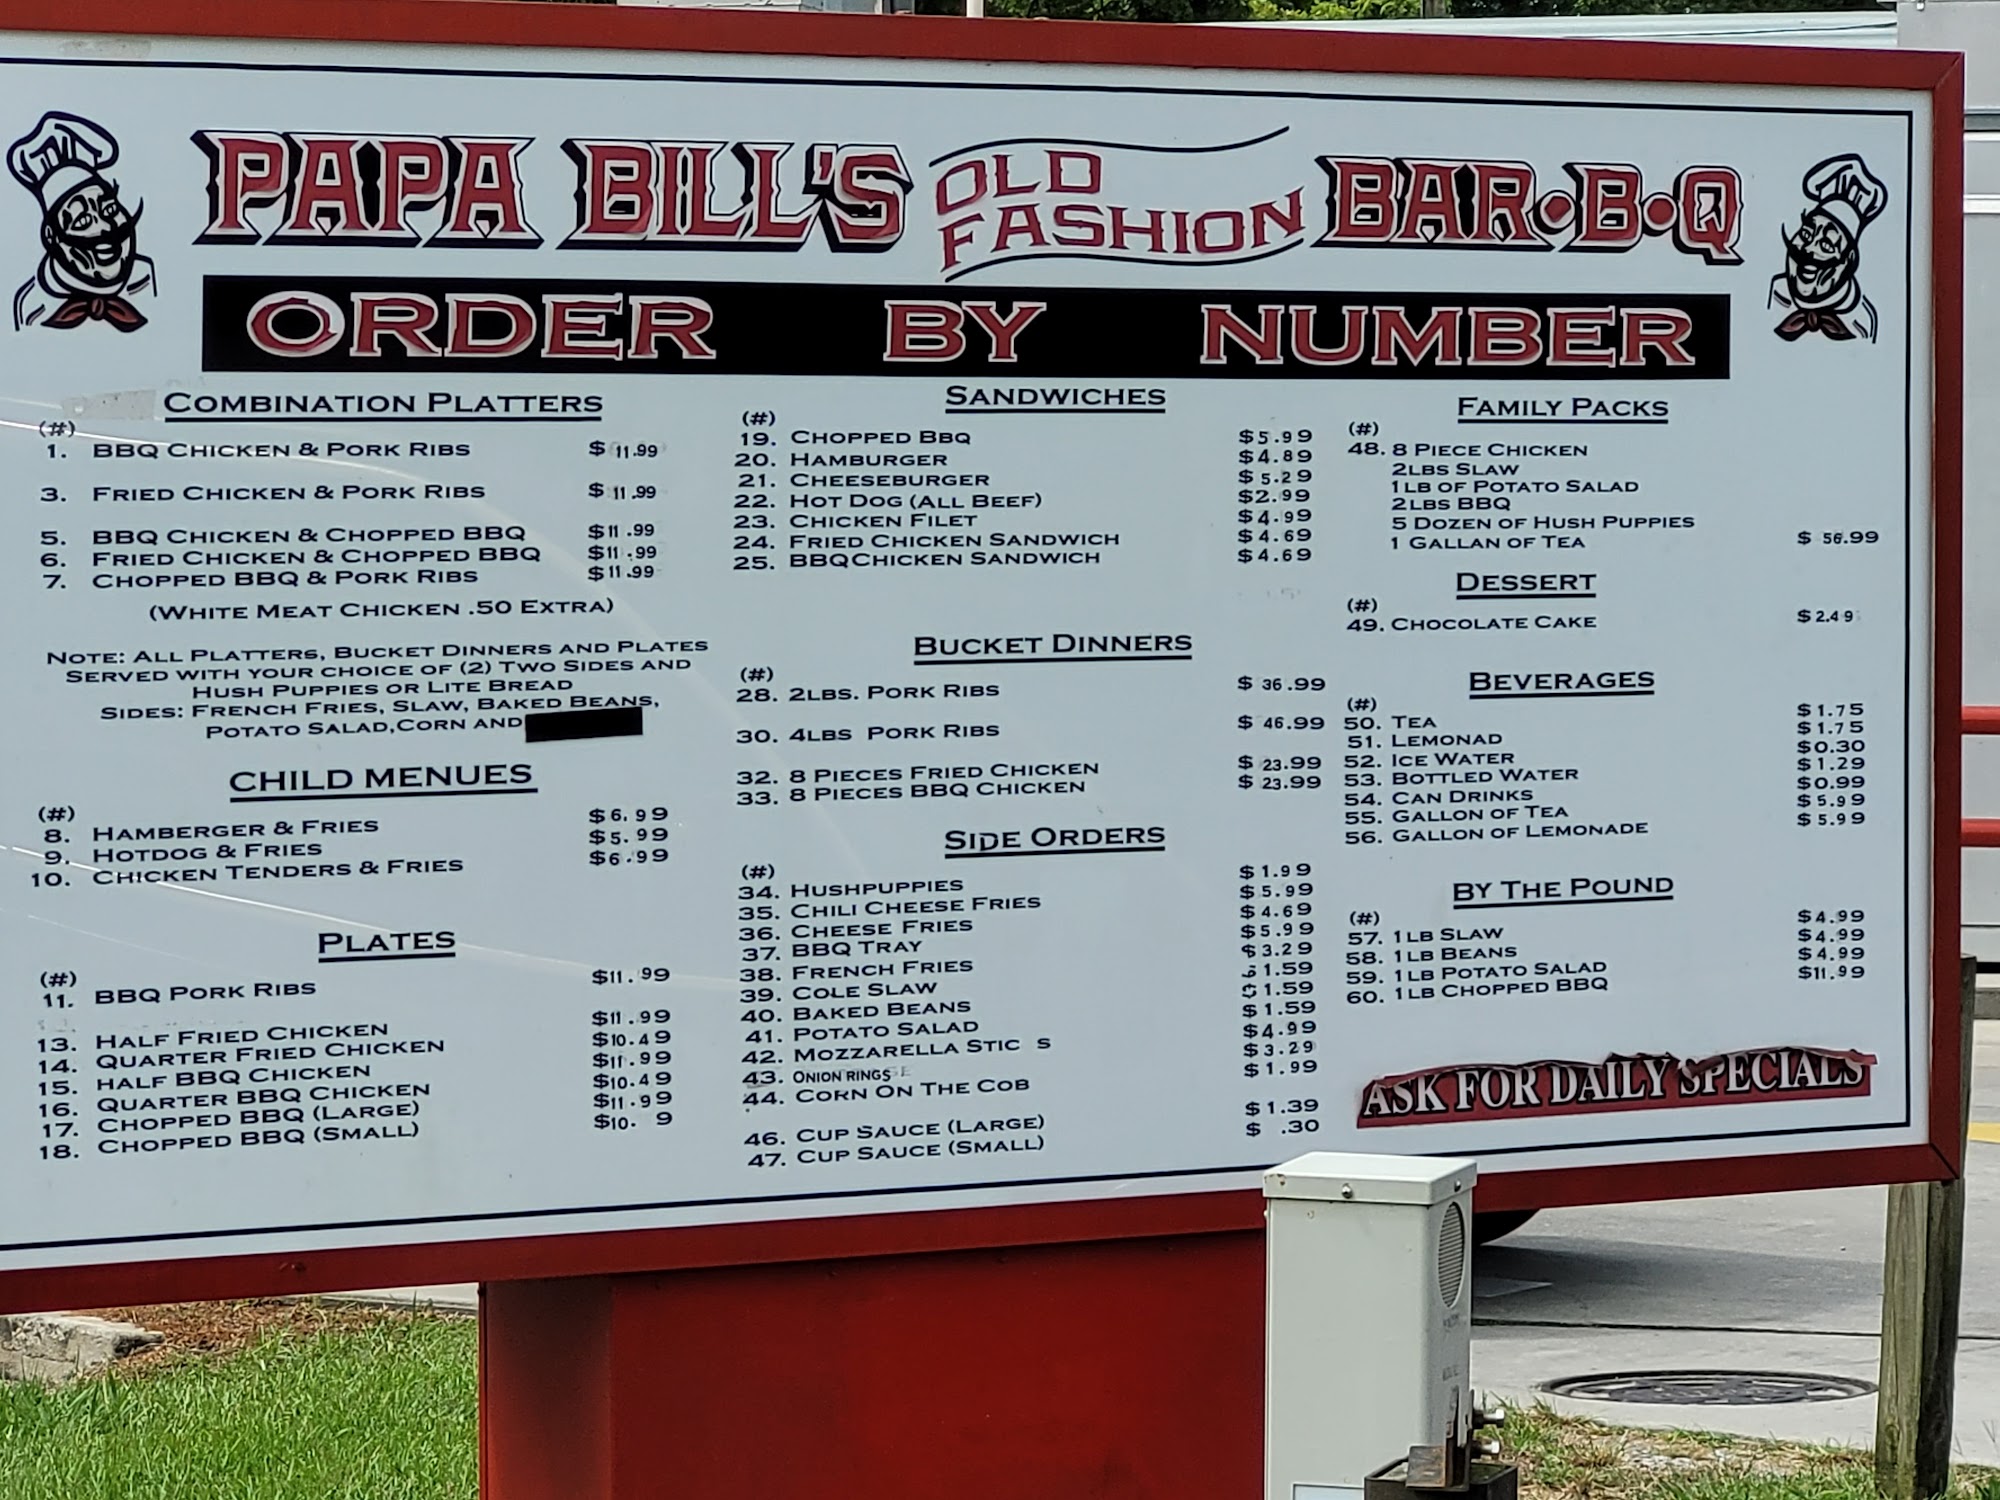 PAPA BILL'S OLD FASHION BAR•B•Q
ORDER BY NUMBER
COMBINATION PLATTERS
(#)
1. BBQ CHICKEN & PORK RIBS $ 11.99
3. FRIED CHICKEN & PORK RIBS $ 11.99
5. BBQ CHICKEN & CHOPPED BBQ $11.99
6. FRIED CHICKEN & CHOPPED BBQ $11.99
7. CHOPPED BBQ & PORK RIBS $11.99
(WHITE MEAT CHICKEN .50 EXTRA)
NOTE: ALL PLATTERS, BUCKET DINNERS AND PLATES
SERVED WITH YOUR CHOICE OF (2) TWO SIDES AND
HUSH PUPPIES OR LITE BREAD
SIDES: FRENCH FRIES, SLAW, BAKED BEANS,
POTATO SALAD,CORN AND
CHILD MENUES
(#)
8. HAMBERGER & FRIES $6.99
9. HOTDOG & FRIES $5.99
10. CHICKEN TENDERS & FRIES $6.99
PLATES
(#)
11. BBQ PORK RIBS $11.99
13. HALF FRIED CHICKEN $11.99
14. QUARTER FRIED CHICKEN $10.49
15. HALF BBQ CHICKEN $11.99
16. QUARTER BBQ CHICKEN $10.49
17. CHOPPED BBQ (LARGE) $11.99
18. CHOPPED BBQ (SMALL) $10. 9
SANDWICHES
(#)
19. CHOPPED BBQ $5.99
20. HAMBURGER $4.89
21. CHEESEBURGER $5.29
22. HOT DOG (ALL BEEF) $2.99
23. CHICKEN FILET $4.99
24. FRIED CHICKEN SANDWICH $4.69
25. BBQ CHICKEN SANDWICH $4.69
BUCKET DINNERS
(#)
28. 2LBS. PORK RIBS $ 36.99
30. 4LBS PORK RIBS $ 46.99
32. 8 PIECES FRIED CHICKEN $ 23.99
33. 8 PIECES BBQ CHICKEN $ 23.99
SIDE ORDERS
(#)
34. HUSHPUPPIES $1.99
35. CHILI CHEESE FRIES $5.99
36. CHEESE FRIES $4.69
37. BBQ TRAY $5.99
38. FRENCH FRIES $3.29
39. COLE SLAW $1.59
40. BAKED BEANS $1.59
41. POTATO SALAD $1.59
42. MOZZARELLA STIC S $4.99
43. ONION RINGS $3.29
44. CORN ON THE COB $1.99
46. CUP SAUCE (LARGE) $1.39
47. CUP SAUCE (SMALL) $ .30
FAMILY PACKS
(#)
48. 8 PIECE CHICKEN
2LBS SLAW
1LB OF POTATO SALAD
2LBS BBQ
5 DOZEN OF HUSH PUPPIES
1 GALLAN OF TEA $ 56.99
DESSERT
(#)
49. CHOCOLATE CAKE $2.49
BEVERAGES
(#)
50. TEA $1.75
51. LEMONAD $1.75
52. ICE WATER $0.30
53. BOTTLED WATER $1.29
54. CAN DRINKS $0.99
55. GALLON OF TEA $5.99
56. GALLON OF LEMONADE $5.99
BY THE POUND
(#)
57. 1LB SLAW $4.99
58. 1LB BEANS $4.99
59. 1LB POTATO SALAD $4.99
60. 1LB CHOPPED BBQ $11.99
ASK FOR DAILY SPECIALS